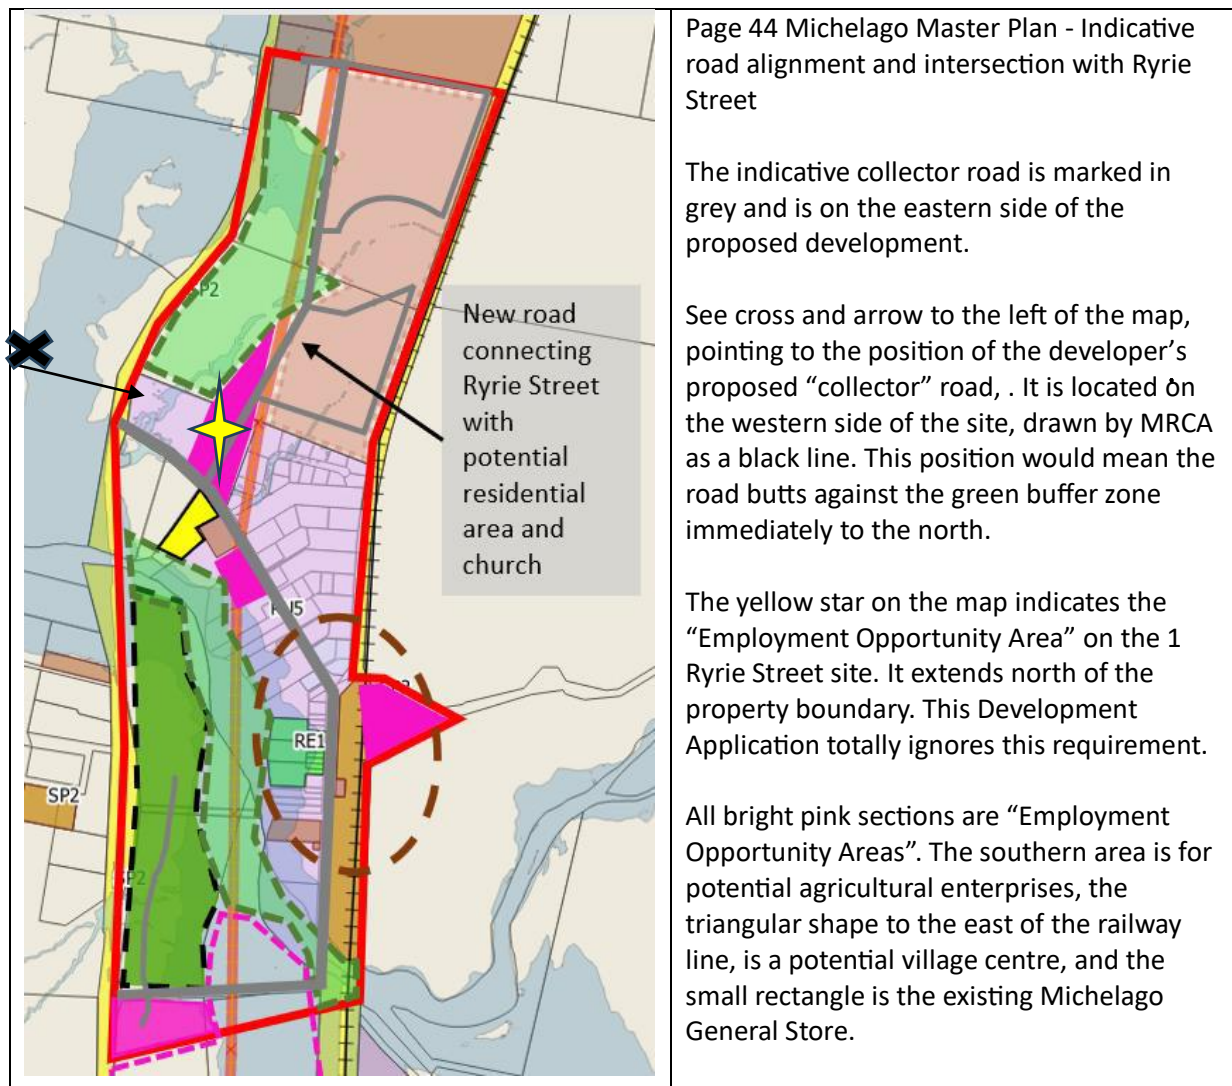 Page 44 Michelago Master Plan - Indicative
road alignment and intersection with Ryrie
Street
The indicative collector road is marked in
grey and is on the eastern side of the
proposed development.
See cross and arrow to the left of the map,
pointing to the position of the developer’s
proposed “collector” road, . It is located on
the western side of the site, drawn by MRCA
as a black line. This position would mean the
road butts against the green buffer zone
immediately to the north.
The yellow star on the map indicates the
“Employment Opportunity Area” on the 1
Ryrie Street site. It extends north of the
property boundary. This Development
Application totally ignores this requirement.
All bright pink sections are “Employment
Opportunity Areas”. The southern area is for
potential agricultural enterprises, the
triangular shape to the east of the railway
line, is a potential village centre, and the
small rectangle is the existing Michelago
General Store.
SP2
New road
connecting
Ryrie Street
with
potential
residential
area and
church
RU5
RE1
SP2
SP2